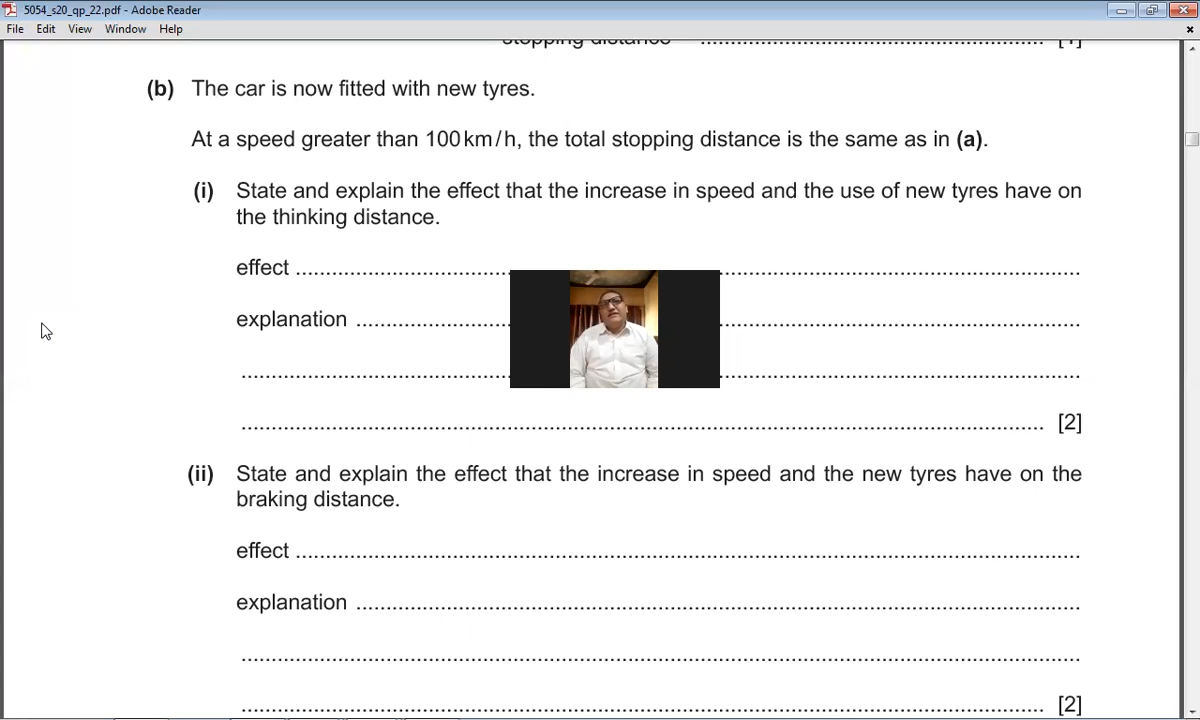 5054_s20_qp_22.pdf - Adobe Reader
File Edit View Window Help
stopping distance ........................................................ [1]
(b) The car is now fitted with new tyres.
At a speed greater than 100 km/h, the total stopping distance is the same as in (a).
(i) State and explain the effect that the increase in speed and the use of new tyres have on
the thinking distance.
effect ....................................................................................................
explanation ....................................................................................................
....................................................................................................
.................................................................................................... [2]
(ii) State and explain the effect that the increase in speed and the new tyres have on the
braking distance.
effect ....................................................................................................
explanation ....................................................................................................
....................................................................................................
.................................................................................................... [2]